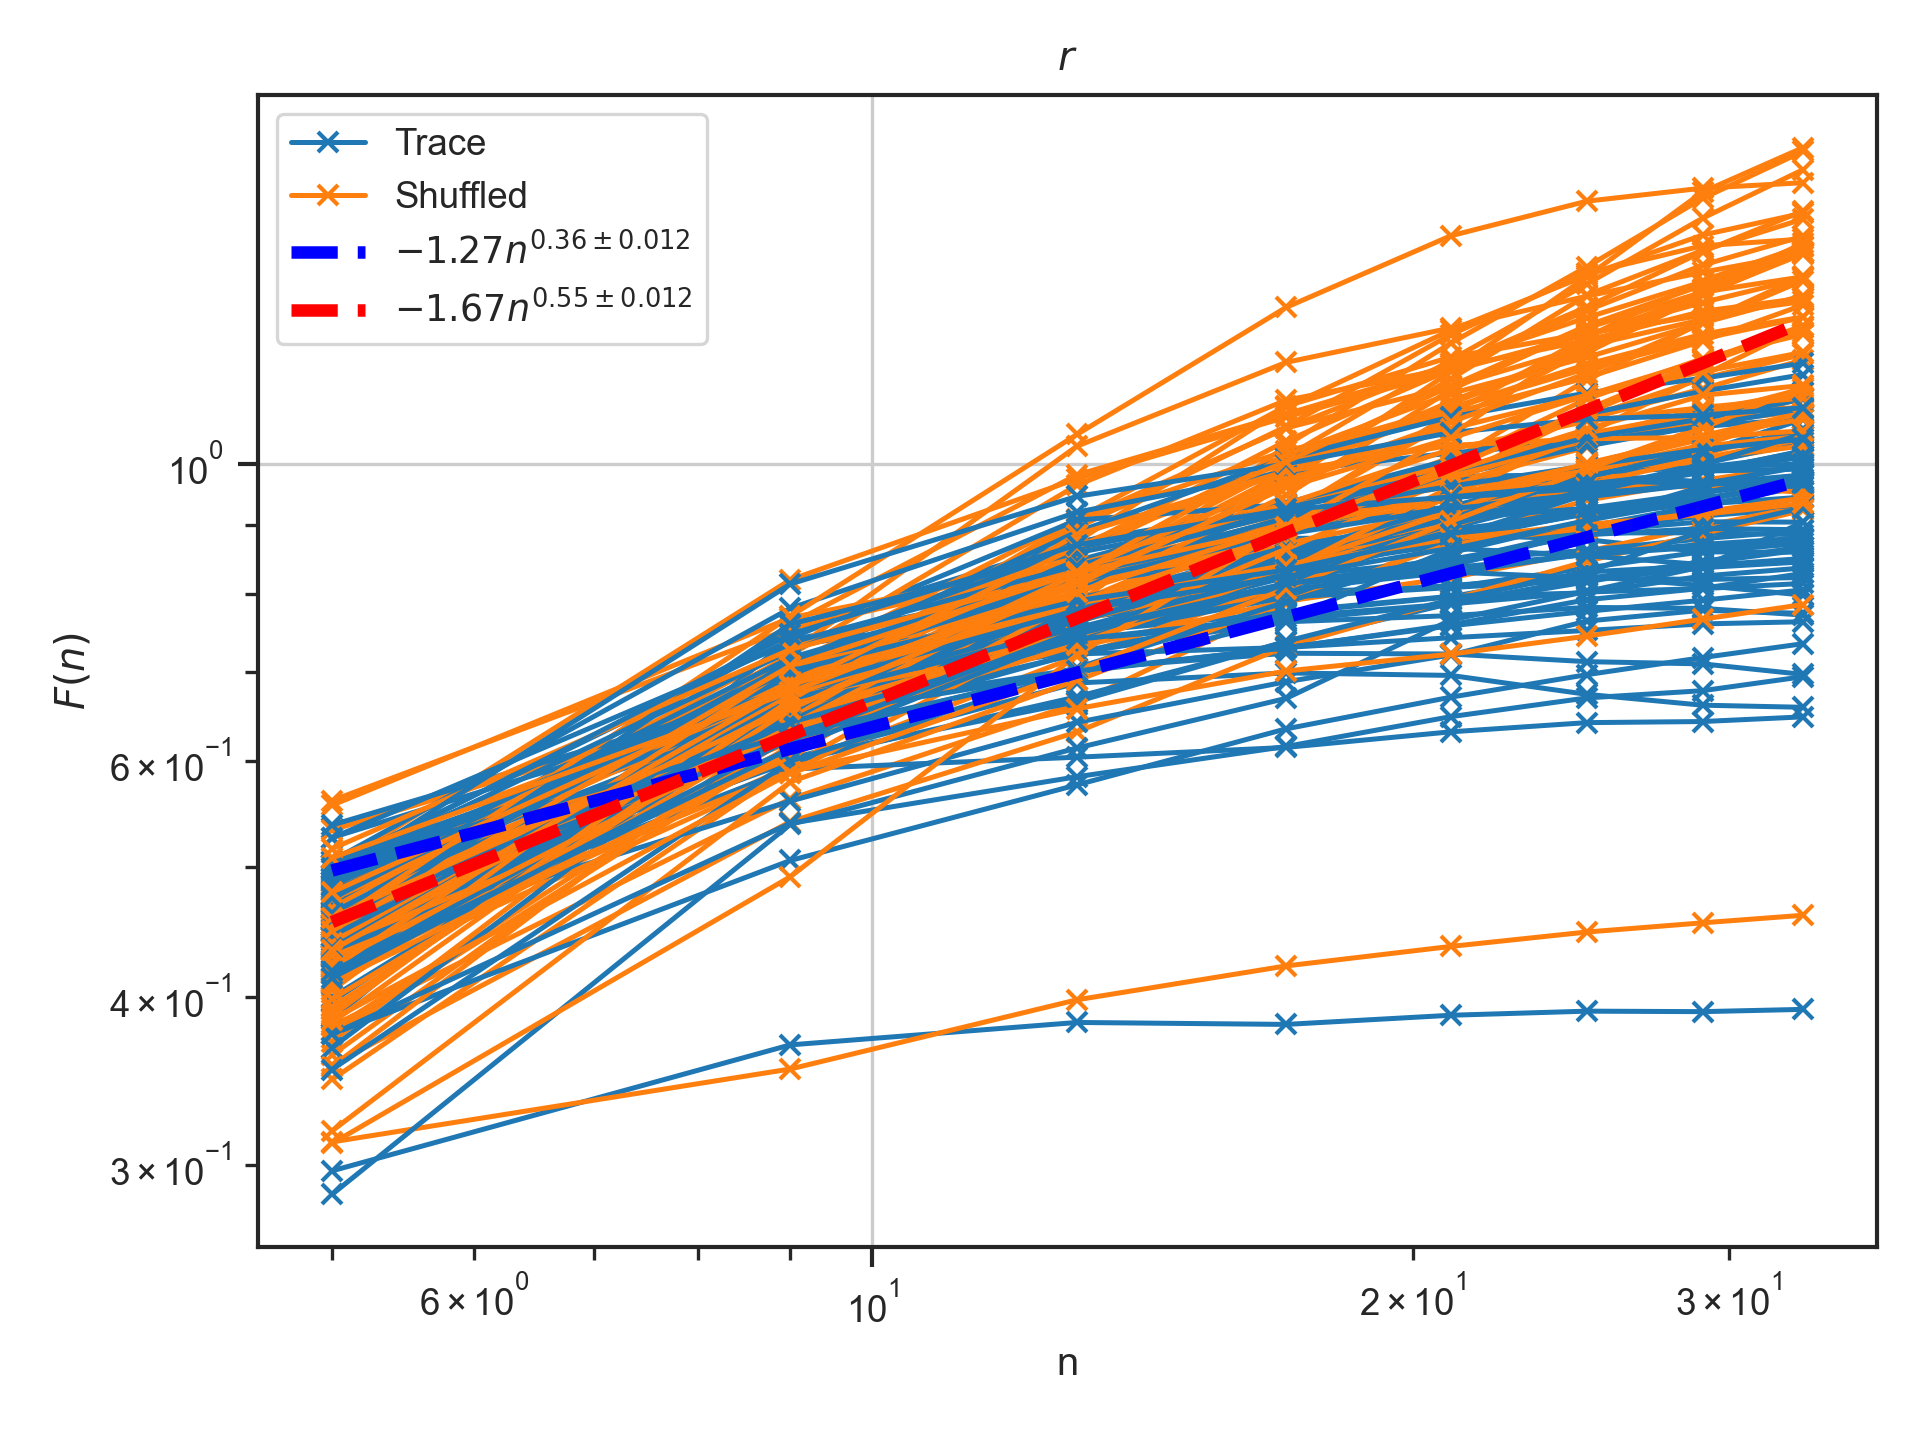 r
Trace
Shuffled
−1.27n^{0.36±0.012}
−1.67n^{0.55±0.012}
10^0
F(n)
6×10^{−1}
4×10^{−1}
3×10^{−1}
6×10^0
10^1
2×10^1
3×10^1
n